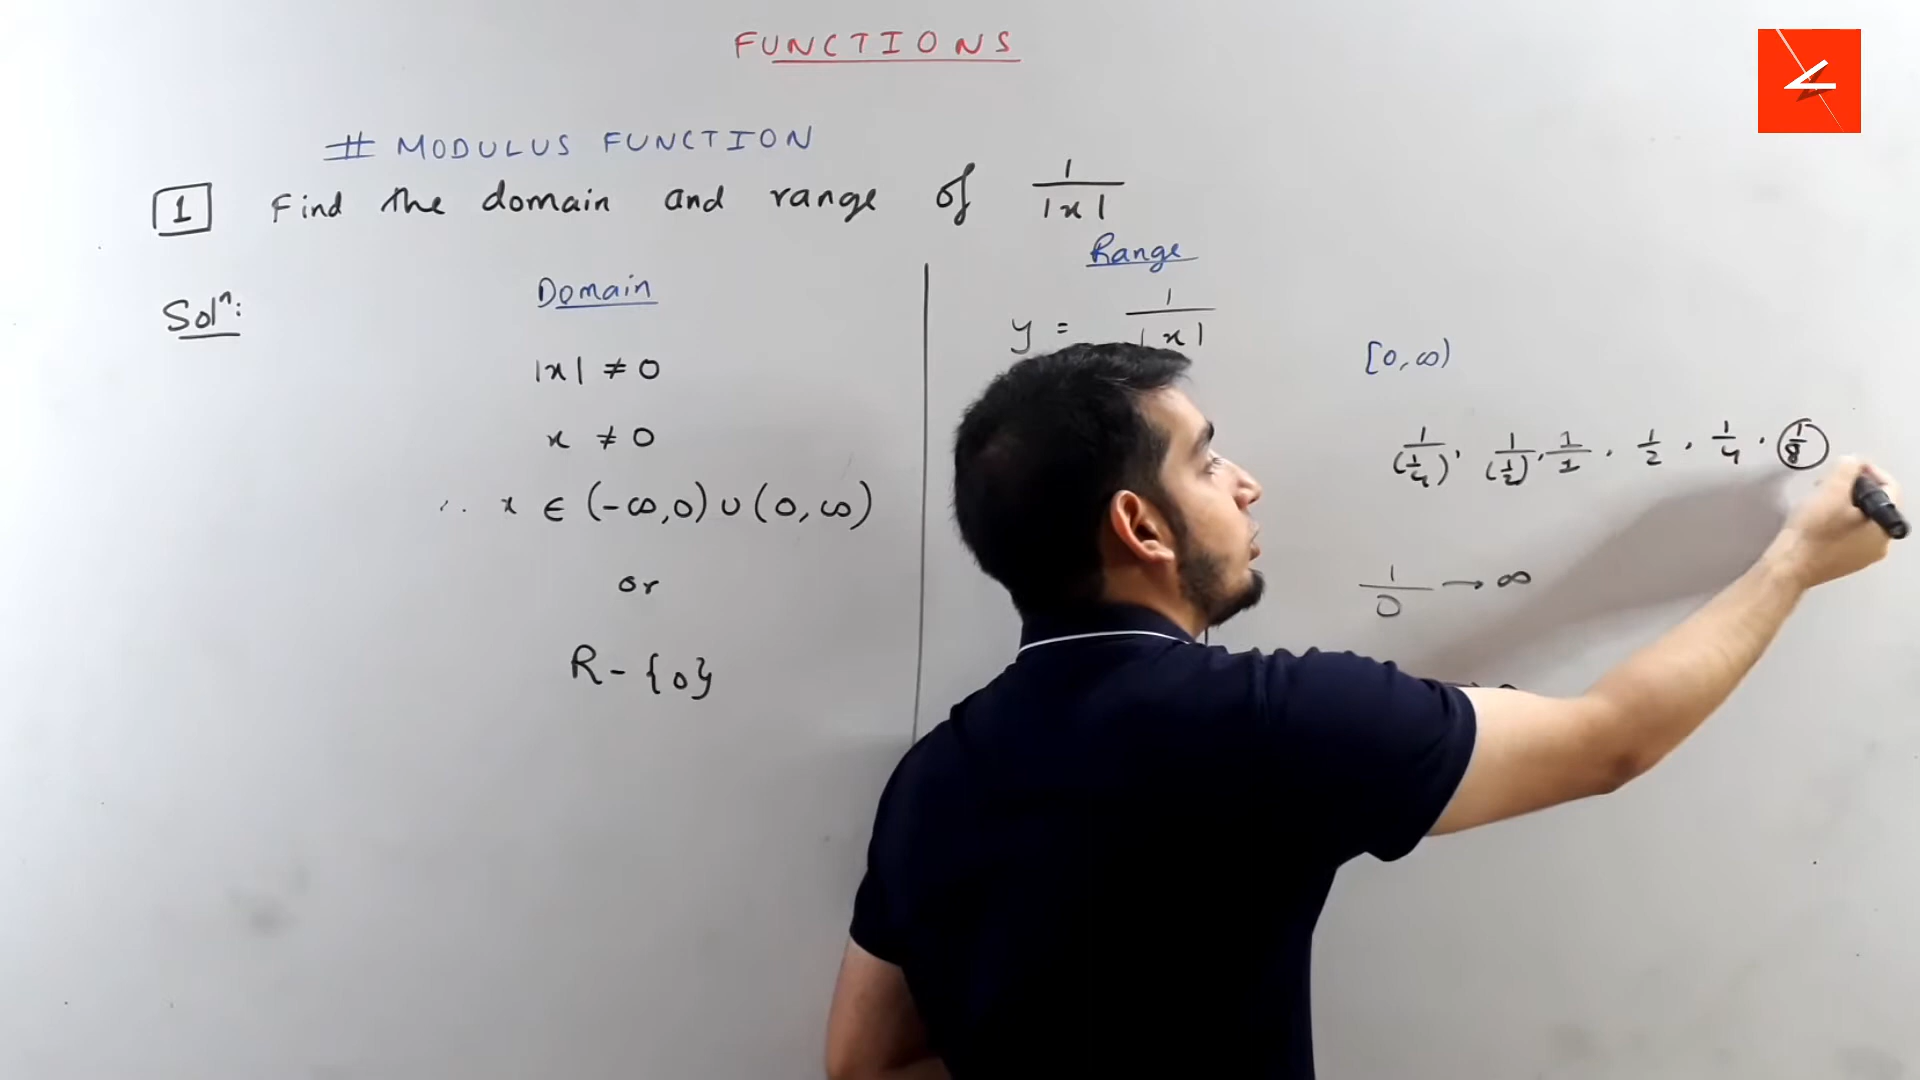 FUNCTIONS
# MODULUS FUNCTION
1 Find the domain and range of 1/|x|
Solⁿ:
Domain
|x| ≠ 0
x ≠ 0
∴ x ∈ (-∞,0) ∪ (0,∞)
or
R - {0}
Range
y = 1/|x|
[0,∞)
1/(1/4), 1/(1/2), 1/1, 1/2, 1/4, 1/8
1/0 → ∞